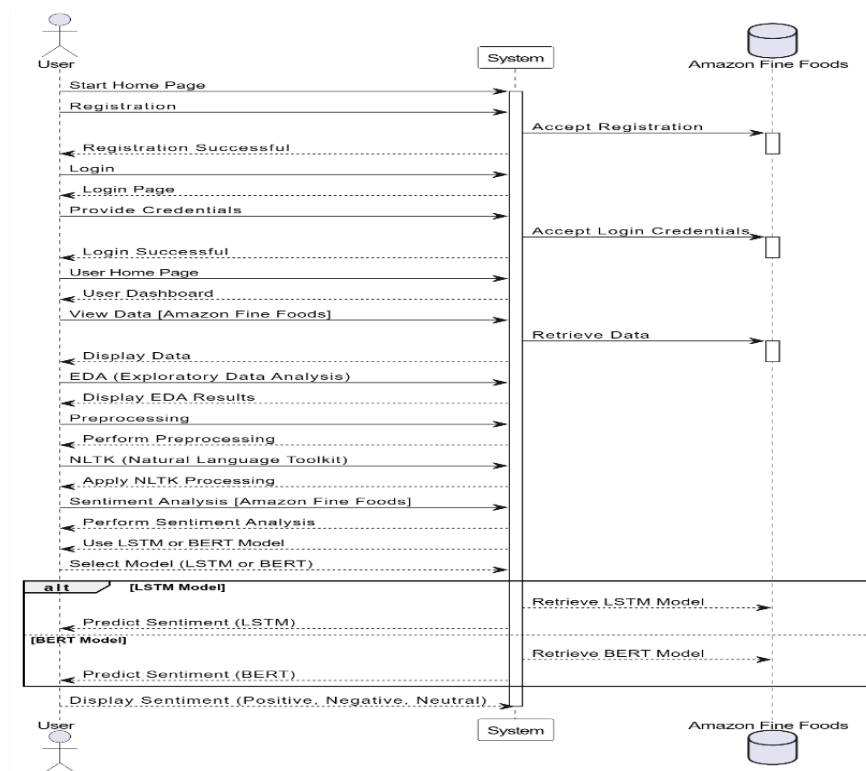 User
System
Amazon Fine Foods
Start Home Page
Registration
Accept Registration
Registration Successful
Login
Login Page
Provide Credentials
Accept Login Credentials
Login Successful
User Home Page
User Dashboard
View Data [Amazon Fine Foods]
Retrieve Data
Display Data
EDA (Exploratory Data Analysis)
Display EDA Results
Preprocessing
Perform Preprocessing
NLTK (Natural Language Toolkit)
Apply NLTK Processing
Sentiment Analysis [Amazon Fine Foods]
Perform Sentiment Analysis
Use LSTM or BERT Model
Select Model (LSTM or BERT)
alt [LSTM Model]
Retrieve LSTM Model
Predict Sentiment (LSTM)
[BERT Model]
Retrieve BERT Model
Predict Sentiment (BERT)
Display Sentiment (Positive, Negative, Neutral)
User
System
Amazon Fine Foods